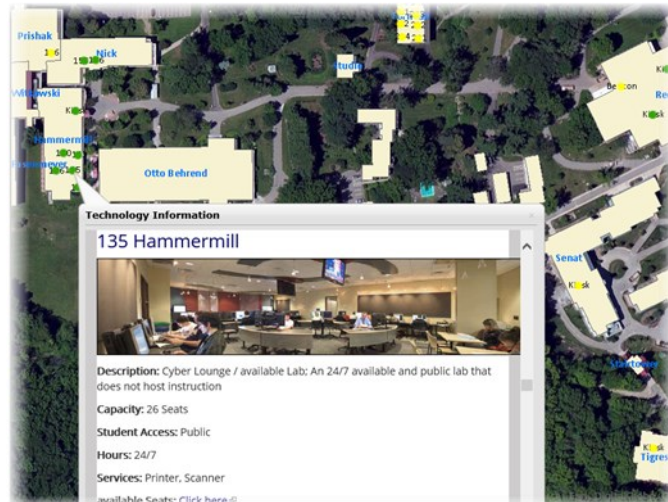 Prishak
Nick
Studio
Beacon
Kiosk
Hammermill
Otto Behrend
Kiosk
Senat
Kiosk
Technology Information
135 Hammermill
Description: Cyber Lounge / available Lab; An 24/7 available and public lab that
does not host instruction
Capacity: 26 Seats
Student Access: Public
Hours: 24/7
Services: Printer, Scanner
available Seats: Click here
Kiosk
Tigres